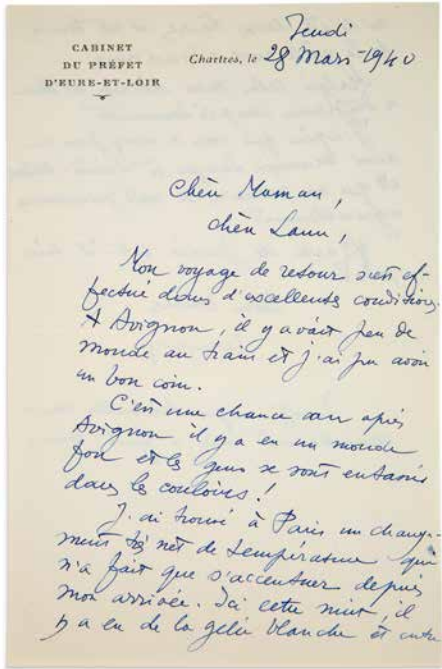 CABINET
DU PRÉFET
D'EURE-ET-LOIR
Jeudi
Chartres, le 28 Mars 1940
Chère Maman,
chère Laure,
Mon voyage de retour s'est ef-
fectué dans d'excellentes conditions.
A Avignon, il y avait peu de
monde au train et j'ai pu avoir
un bon coin.
C'est une chance car après
Avignon il y a eu un monde
fou et les gens se sont entassés
dans les couloirs !
J'ai trouvé à Paris un change-
ment très net de température qui
n'a fait que s'accentuer depuis
mon arrivée. Ici cette nuit, il
y a eu de la gelée blanche et